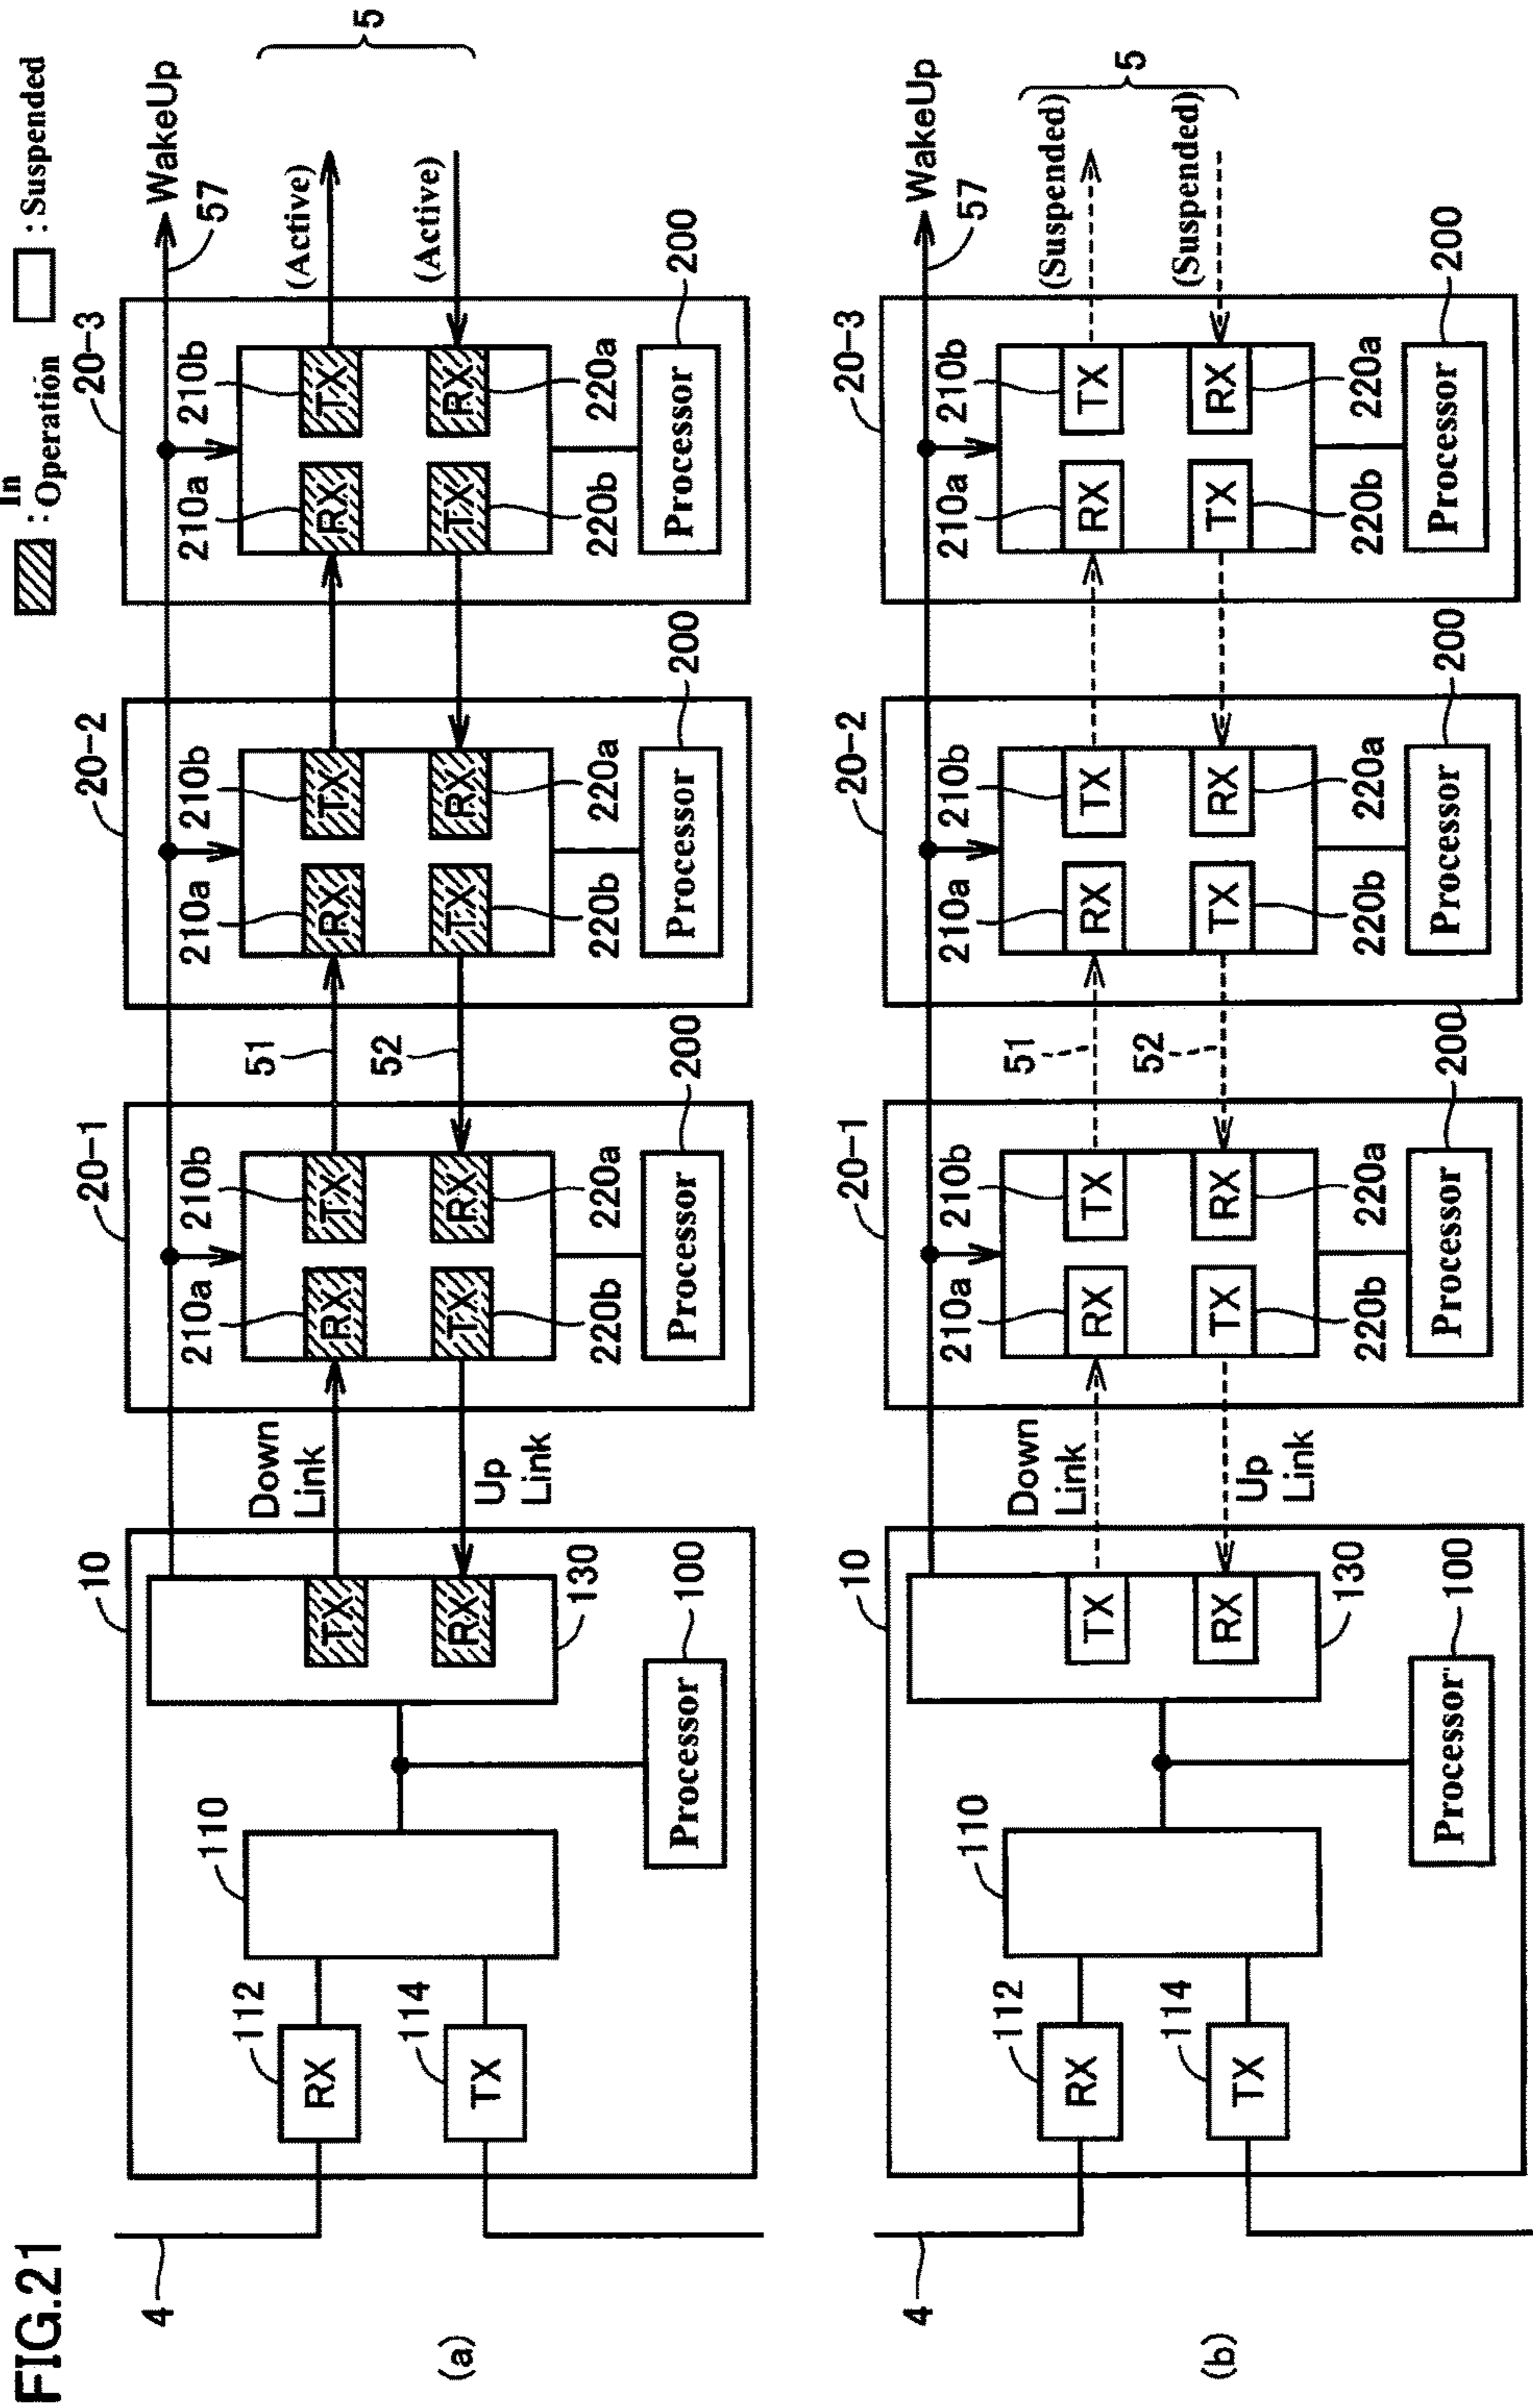 FIG.21
In
: Operation
: Suspended
(a)
4
10
20-1
20-2
20-3
WakeUp
57
112
RX
114
TX
110
Processor
100
130
TX
RX
Down
Link
Up
Link
210a
210b
RX
TX
TX
RX
220b
220a
Processor
200
51
52
210a
210b
RX
TX
TX
RX
220b
220a
Processor
200
210a
210b
RX
TX
TX
RX
220b
220a
Processor
200
(Active)
(Active)
5
(b)
4
10
20-1
20-2
20-3
WakeUp
57
112
RX
114
TX
110
Processor
100
130
TX
RX
Down
Link
Up
Link
210a
210b
RX
TX
TX
RX
220b
220a
Processor
200
51
52
210a
210b
RX
TX
TX
RX
220b
220a
Processor
200
210a
210b
RX
TX
TX
RX
220b
220a
Processor
200
(Suspended)
(Suspended)
5